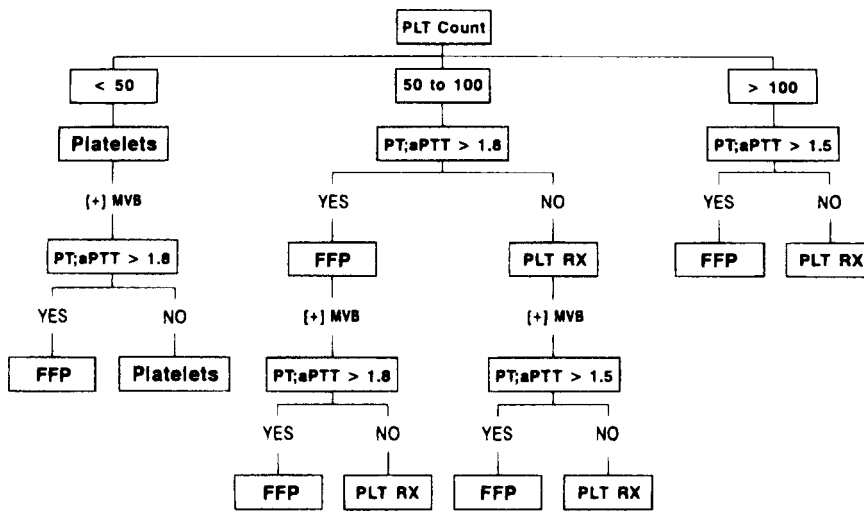 PLT Count
< 50
50 to 100
> 100
Platelets
PT;aPTT > 1.8
PT;aPTT > 1.5
[+] MVB
YES
NO
YES
NO
PT;aPTT > 1.8
FFP
PLT RX
FFP
PLT RX
YES
NO
[+] MVB
[+] MVB
FFP
Platelets
PT;aPTT > 1.8
PT;aPTT > 1.5
YES
NO
YES
NO
FFP
PLT RX
FFP
PLT RX